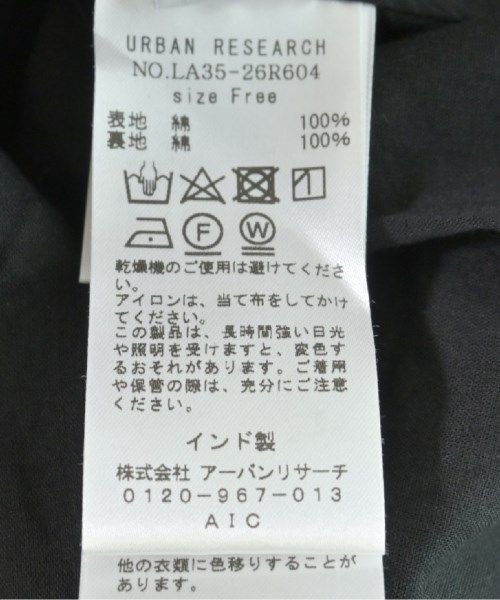 URBAN RESEARCH
NO.LA35-26R604
size Free
表地 綿 100%
裏地 綿 100%
F W
乾燥機のご使用は避けてくださ
い。
アイロンは、当て布をしてかけ
てください。
この製品は、長時間強い日光
や照明を受けますと、変色す
るおそれがあります。ご着用
や保管の際は、充分にご注意
ください。
インド製
株式会社 アーバンリサーチ
0120-967-013
AIC
他の衣類に色移りすることが